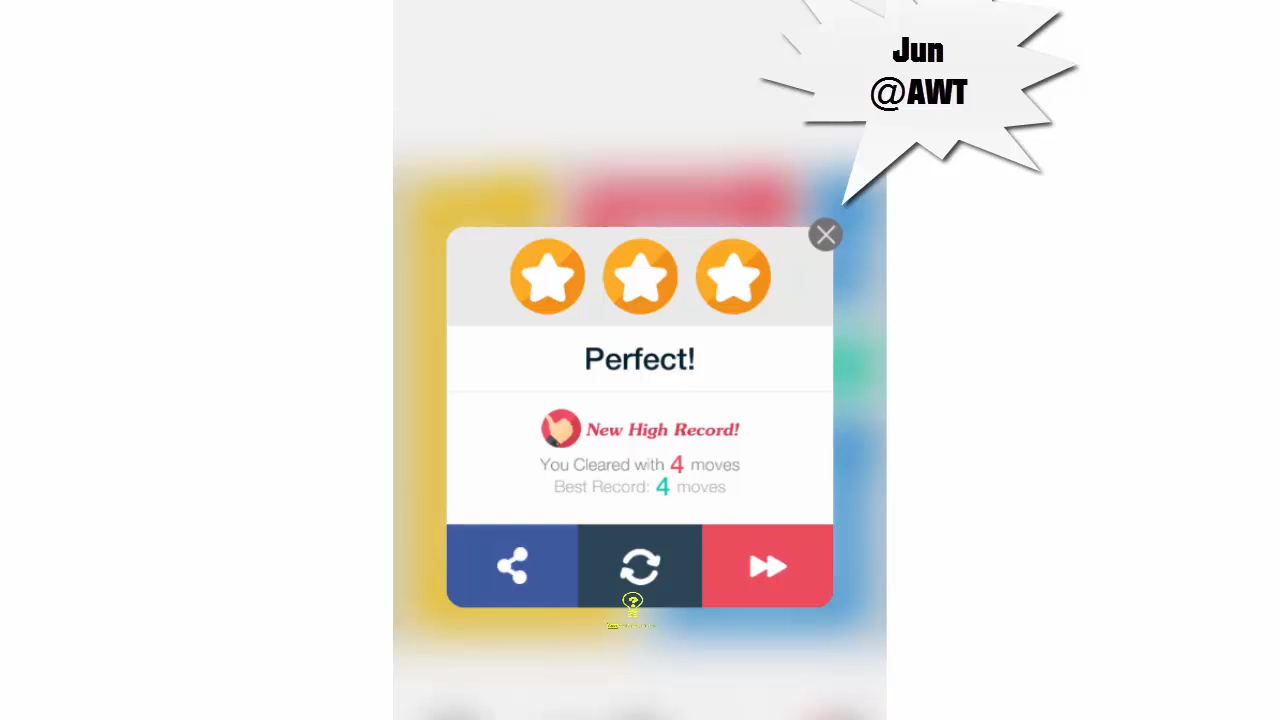 Jun
@AWT
Perfect!
New High Record!
You Cleared with 4 moves
Best Record: 4 moves
?